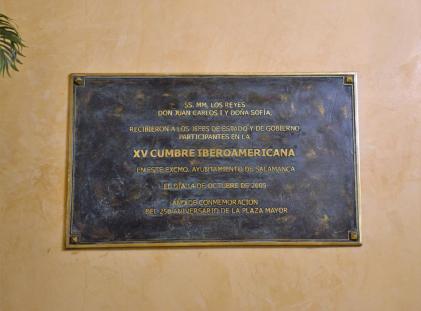 SS. MM. LOS REYES
DON JUAN CARLOS I Y DOÑA SOFÍA,
RECIBIERON A LOS JEFES DE ESTADO Y DE GOBIERNO
PARTICIPANTES EN LA
XV CUMBRE IBEROAMERICANA
EN ESTE EXCMO. AYUNTAMIENTO DE SALAMANCA
EL DÍA 14 DE OCTUBRE DE 2005
AÑO DE CONMEMORACIÓN
DEL 250 ANIVERSARIO DE LA PLAZA MAYOR